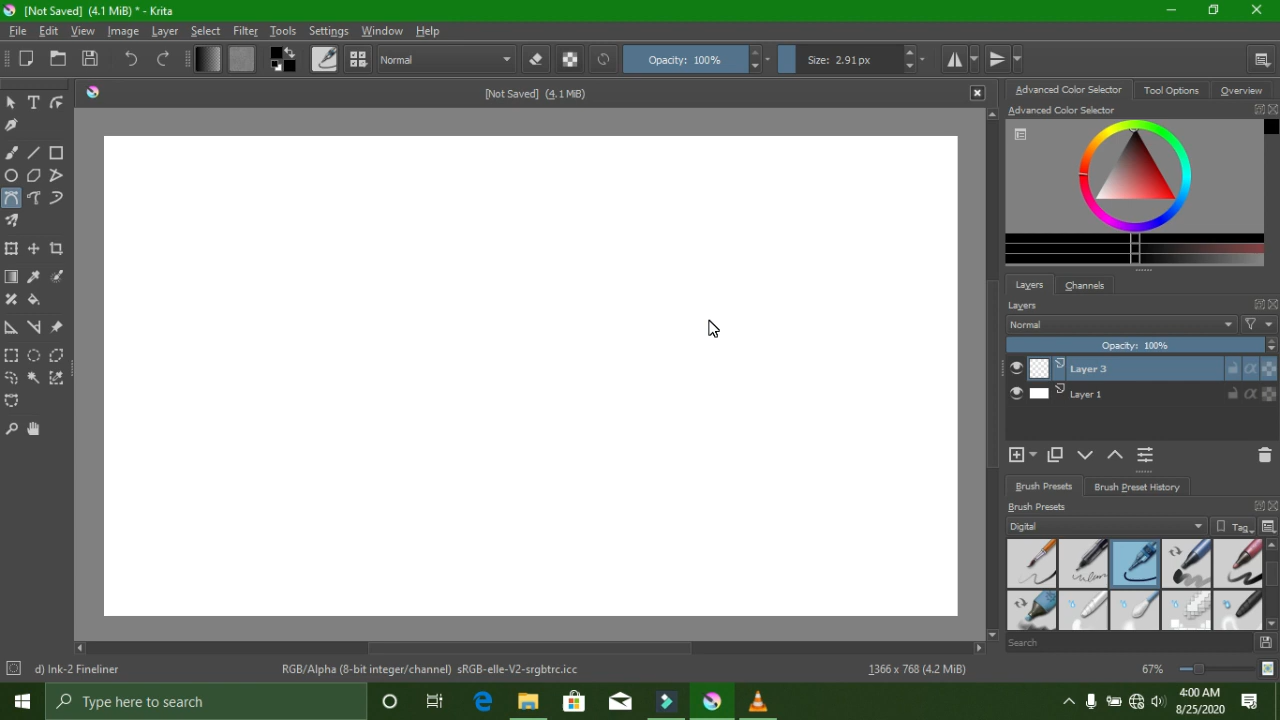 [Not Saved] (4.1 MiB) * - Krita
File Edit View Image Layer Select Filter Tools Settings Window Help
Normal Opacity: 100% Size: 2.91 px
[Not Saved] (4.1 MiB)
Advanced Color Selector Tool Options Overview
Advanced Color Selector
Layers Channels
Layers
Normal
Opacity: 100%
Layer 3
Layer 1
Brush Presets Brush Preset History
Brush Presets
Digital Tag
Search
d) Ink-2 Fineliner RGB/Alpha (8-bit integer/channel) sRGB-elle-V2-srgbtrc.icc 1366 x 768 (4.2 MiB) 67%
Type here to search
4:00 AM
8/25/2020